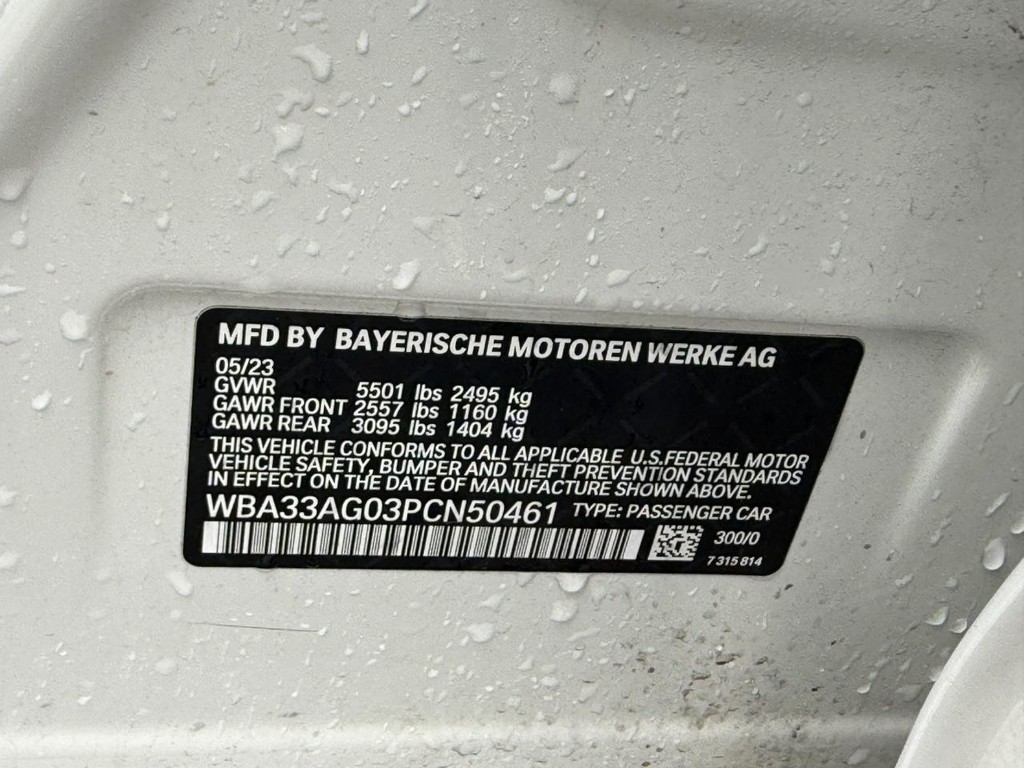 MFD BY BAYERISCHE MOTOREN WERKE AG
05/23
GVWR 5501 lbs 2495 kg
GAWR FRONT 2557 lbs 1160 kg
GAWR REAR 3095 lbs 1404 kg
THIS VEHICLE CONFORMS TO ALL APPLICABLE U.S.FEDERAL MOTOR
VEHICLE SAFETY, BUMPER AND THEFT PREVENTION STANDARDS
IN EFFECT ON THE DATE OF MANUFACTURE SHOWN ABOVE.
WBA33AG03PCN50461 TYPE: PASSENGER CAR
300/0
7 315 814